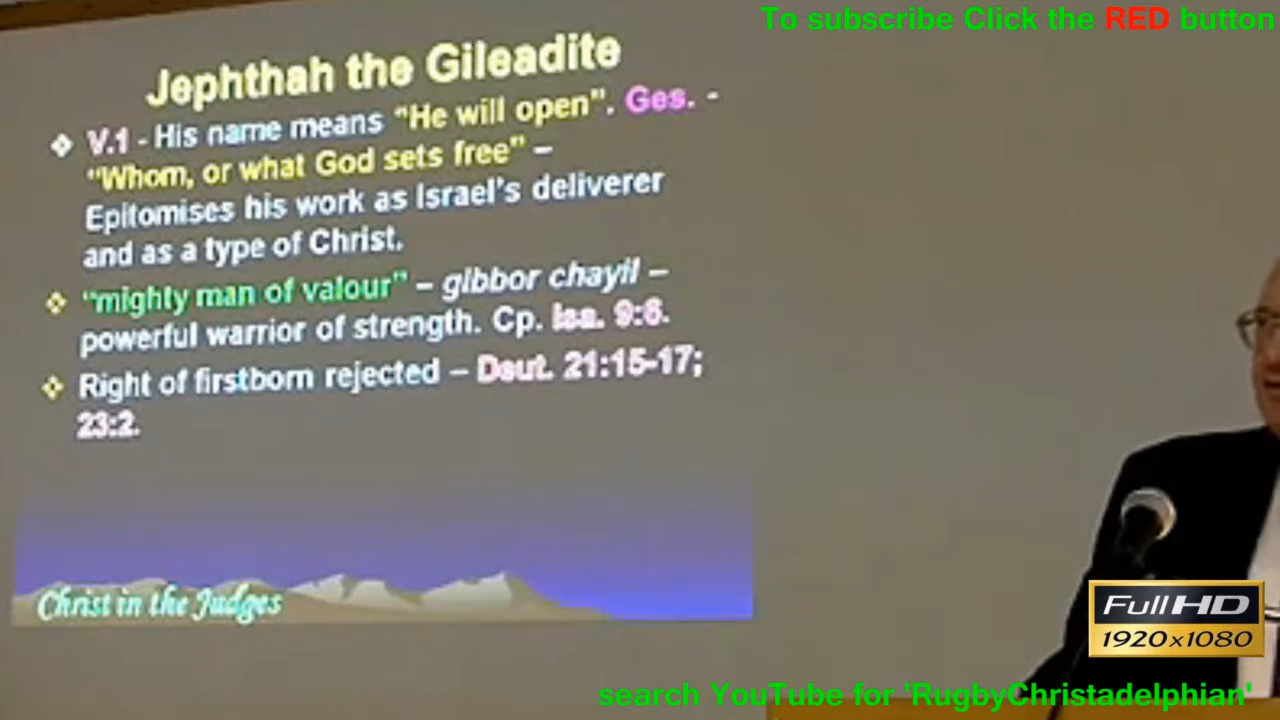 To subscribe Click the RED button
Jephthah the Gileadite
V.1 - His name means "He will open". Ges. -
"Whom, or what God sets free" –
Epitomises his work as Israel's deliverer
and as a type of Christ.
"mighty man of valour" – gibbor chayil –
powerful warrior of strength. Cp. Isa. 9:6.
Right of firstborn rejected – Deut. 21:15-17;
23:2.
Christ in the Judges
Full HD
1920x1080
search YouTube for 'RugbyChristadelphian'